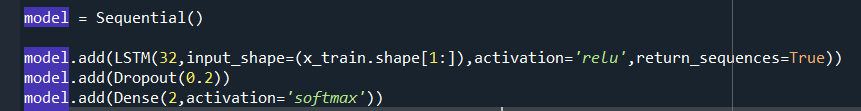 model = Sequential()
model.add(LSTM(32,input_shape=(x_train.shape[1:]),activation='relu',return_sequences=True))
model.add(Dropout(0.2))
model.add(Dense(2,activation='softmax'))